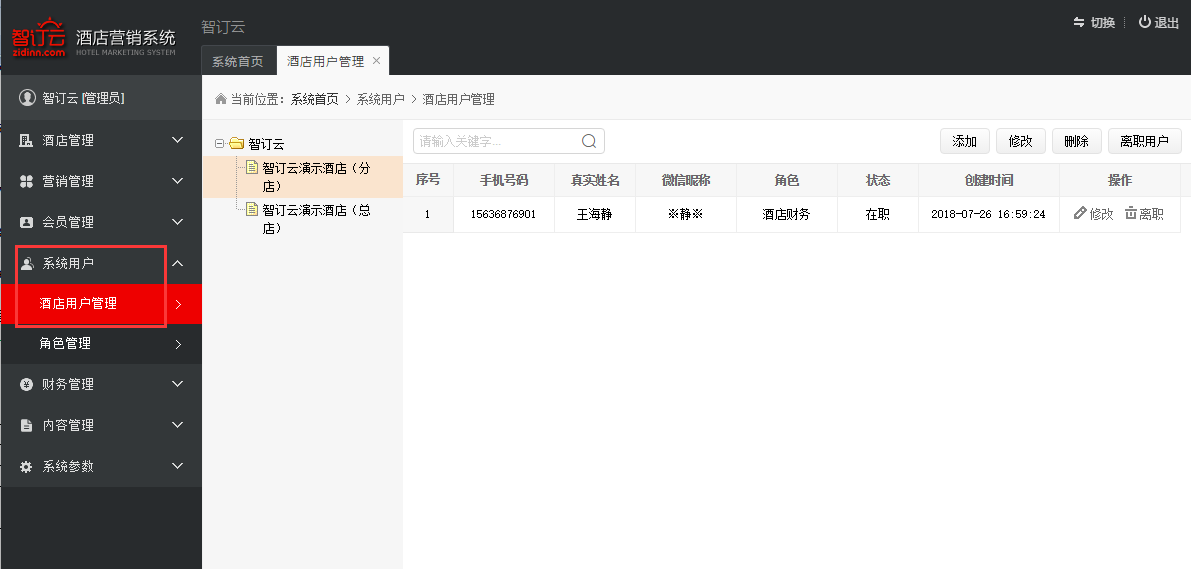 智订云
zidinn.com
酒店营销系统
HOTEL MARKETING SYSTEM
智订云
切换
退出
系统首页
酒店用户管理
智订云 [管理员]
酒店管理
营销管理
会员管理
系统用户
酒店用户管理
角色管理
财务管理
内容管理
系统参数
当前位置： 系统首页 > 系统用户 > 酒店用户管理
智订云
智订云演示酒店（分
店）
智订云演示酒店（总
店）
请输入关键字...
添加 修改 删除 离职用户
序号 手机号码 真实姓名 微信昵称 角色 状态 创建时间 操作
1 15636876901 王海静 ※静※ 酒店财务 在职 2018-07-26 16:59:24 修改 离职